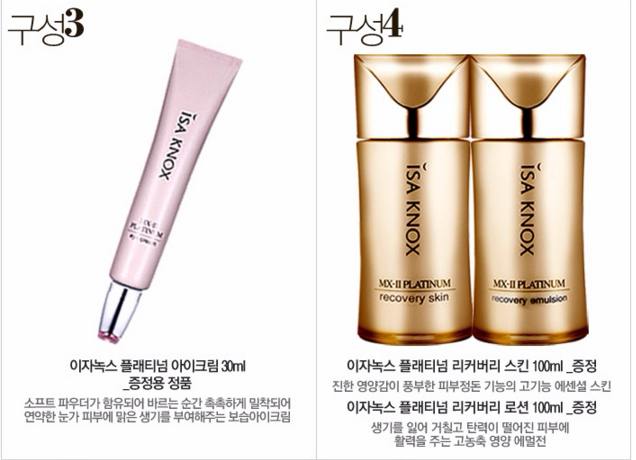 구성3
ISA KNOX
MX-II
PLATINUM
이자녹스 플래티넘 아이크림 30ml
_증정용 정품
소프트 파우더가 함유되어 바르는 순간 촉촉하게 밀착되어
연약한 눈가 피부에 맑은 생기를 부여해주는 보습아이크림
구성4
ISA KNOX
MX-II PLATINUM
recovery skin
ISA KNOX
MX-II PLATINUM
recovery emulsion
이자녹스 플래티넘 리커버리 스킨 100ml _증정
진한 영양감이 풍부한 피부정돈 기능의 고기능 에센셜 스킨
이자녹스 플래티넘 리커버리 로션 100ml _증정
생기를 잃어 거칠고 탄력이 떨어진 피부에
활력을 주는 고농축 영양 에멀전